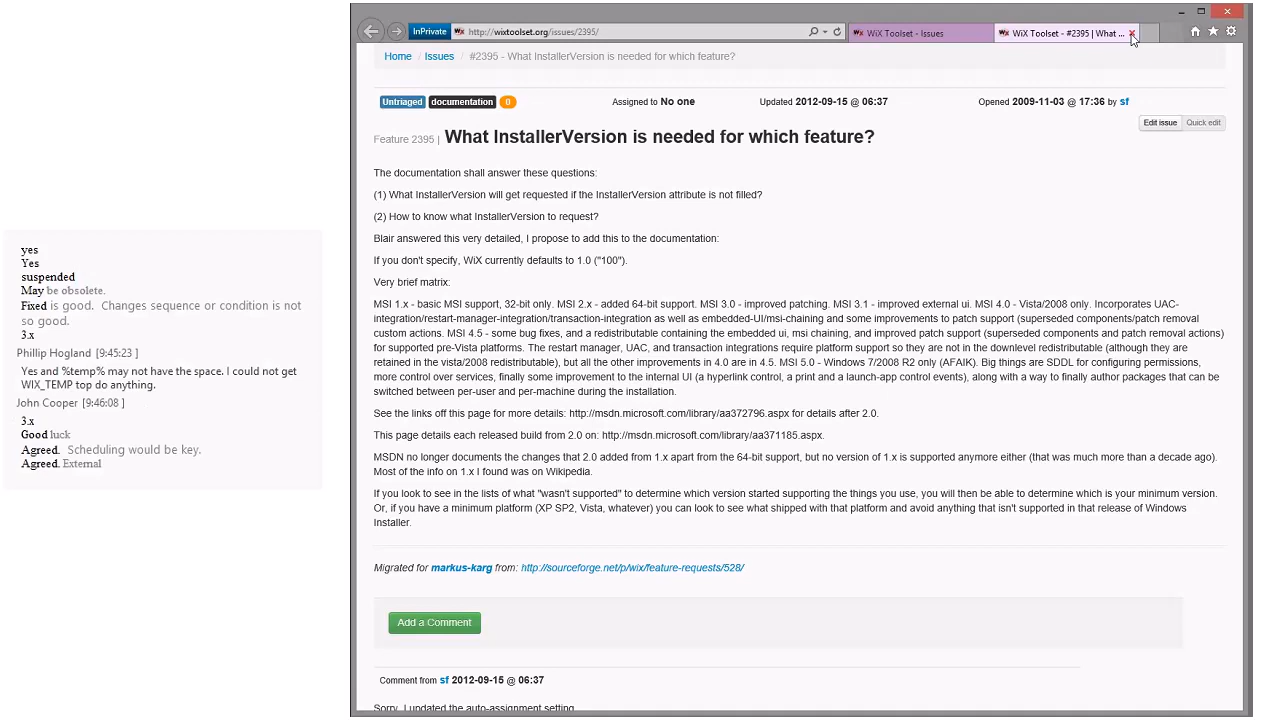 yes
Yes
suspended
May be obsolete.
Fixed is good. Changes sequence or condition is not
so good.
3.x
Phillip Hogland [9:45:23 ]
Yes and %temp% may not have the space. I could not get
WIX_TEMP top do anything.
John Cooper [9:46:08 ]
3.x
Good luck
Agreed. Scheduling would be key.
Agreed. External
InPrivate
http://wixtoolset.org/issues/2395/
WiX Toolset - Issues
WiX Toolset - #2395 | What ...
Home / Issues / #2395 - What InstallerVersion is needed for which feature?
Untriaged documentation 0 Assigned to No one Updated 2012-09-15 @ 06:37 Opened 2009-11-03 @ 17:36 by sf
Edit issue Quick edit
Feature 2395 | What InstallerVersion is needed for which feature?
The documentation shall answer these questions:
(1) What InstallerVersion will get requested if the InstallerVersion attribute is not filled?
(2) How to know what InstallerVersion to request?
Blair answered this very detailed, I propose to add this to the documentation:
If you don't specify, WiX currently defaults to 1.0 ("100").
Very brief matrix:
MSI 1.x - basic MSI support, 32-bit only. MSI 2.x - added 64-bit support. MSI 3.0 - improved patching. MSI 3.1 - improved external ui. MSI 4.0 - Vista/2008 only. Incorporates UAC-
integration/restart-manager-integration/transaction-integration as well as embedded-UI/msi-chaining and some improvements to patch support (superseded components/patch removal
custom actions. MSI 4.5 - some bug fixes, and a redistributable containing the embedded ui, msi chaining, and improved patch support (superseded components and patch removal actions)
for supported pre-Vista platforms. The restart manager, UAC, and transaction integrations require platform support so they are not in the downlevel redistributable (although they are
retained in the vista/2008 redistributable), but all the other improvements in 4.0 are in 4.5. MSI 5.0 - Windows 7/2008 R2 only (AFAIK). Big things are SDDL for configuring permissions,
more control over services, finally some improvement to the internal UI (a hyperlink control, a print and a launch-app control events), along with a way to finally author packages that can be
switched between per-user and per-machine during the installation.
See the links off this page for more details: http://msdn.microsoft.com/library/aa372796.aspx for details after 2.0.
This page details each released build from 2.0 on: http://msdn.microsoft.com/library/aa371185.aspx.
MSDN no longer documents the changes that 2.0 added from 1.x apart from the 64-bit support, but no version of 1.x is supported anymore either (that was much more than a decade ago).
Most of the info on 1.x I found was on Wikipedia.
If you look to see in the lists of what "wasn't supported" to determine which version started supporting the things you use, you will then be able to determine which is your minimum version.
Or, if you have a minimum platform (XP SP2, Vista, whatever) you can look to see what shipped with that platform and avoid anything that isn't supported in that release of Windows
Installer.
Migrated for markus-karg from: http://sourceforge.net/p/wix/feature-requests/528/
Add a Comment
Comment from sf 2012-09-15 @ 06:37
Sorry, I updated the auto-assignment setting